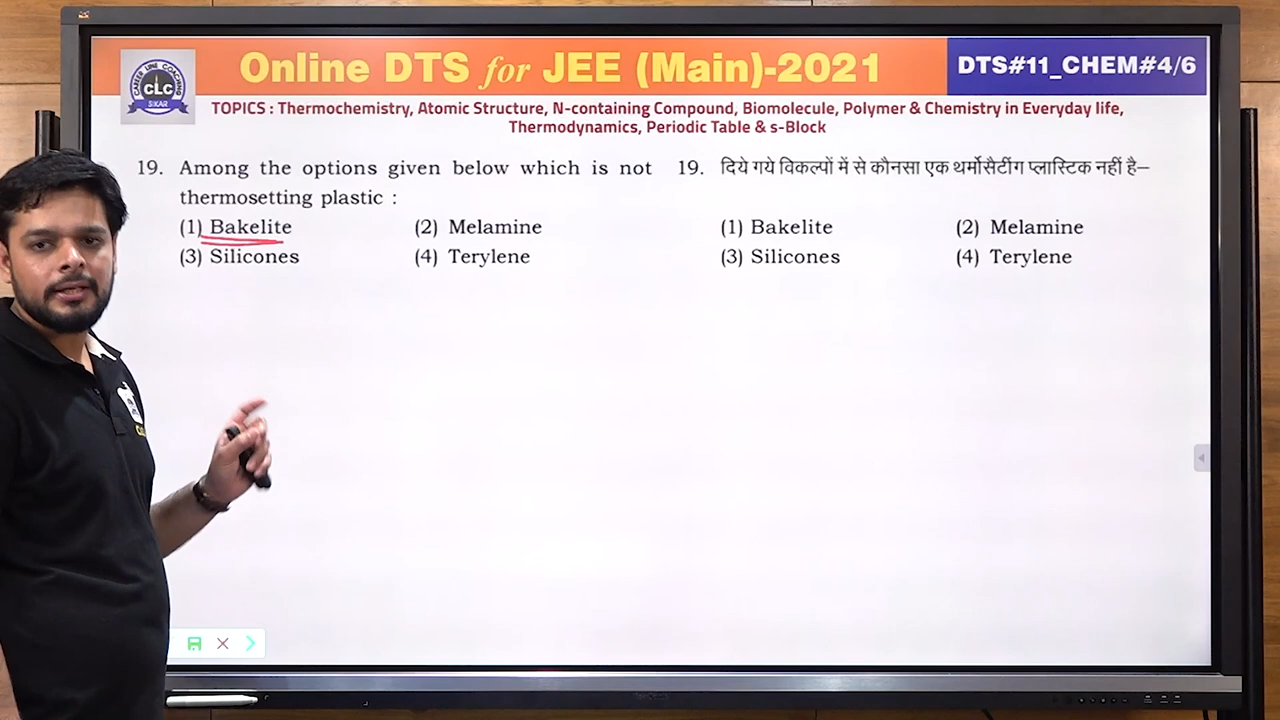 Online DTS for JEE (Main)-2021
DTS#11_CHEM#4/6
CAREER LINE COACHING
CLC
SIKAR
TOPICS : Thermochemistry, Atomic Structure, N-containing Compound, Biomolecule, Polymer & Chemistry in Everyday life,
Thermodynamics, Periodic Table & s-Block
19. Among the options given below which is not
thermosetting plastic :
(1) Bakelite (2) Melamine
(3) Silicones (4) Terylene
19. दिये गये विकल्पों में से कौनसा एक थर्मोसैटींग प्लास्टिक नहीं है–
(1) Bakelite (2) Melamine
(3) Silicones (4) Terylene